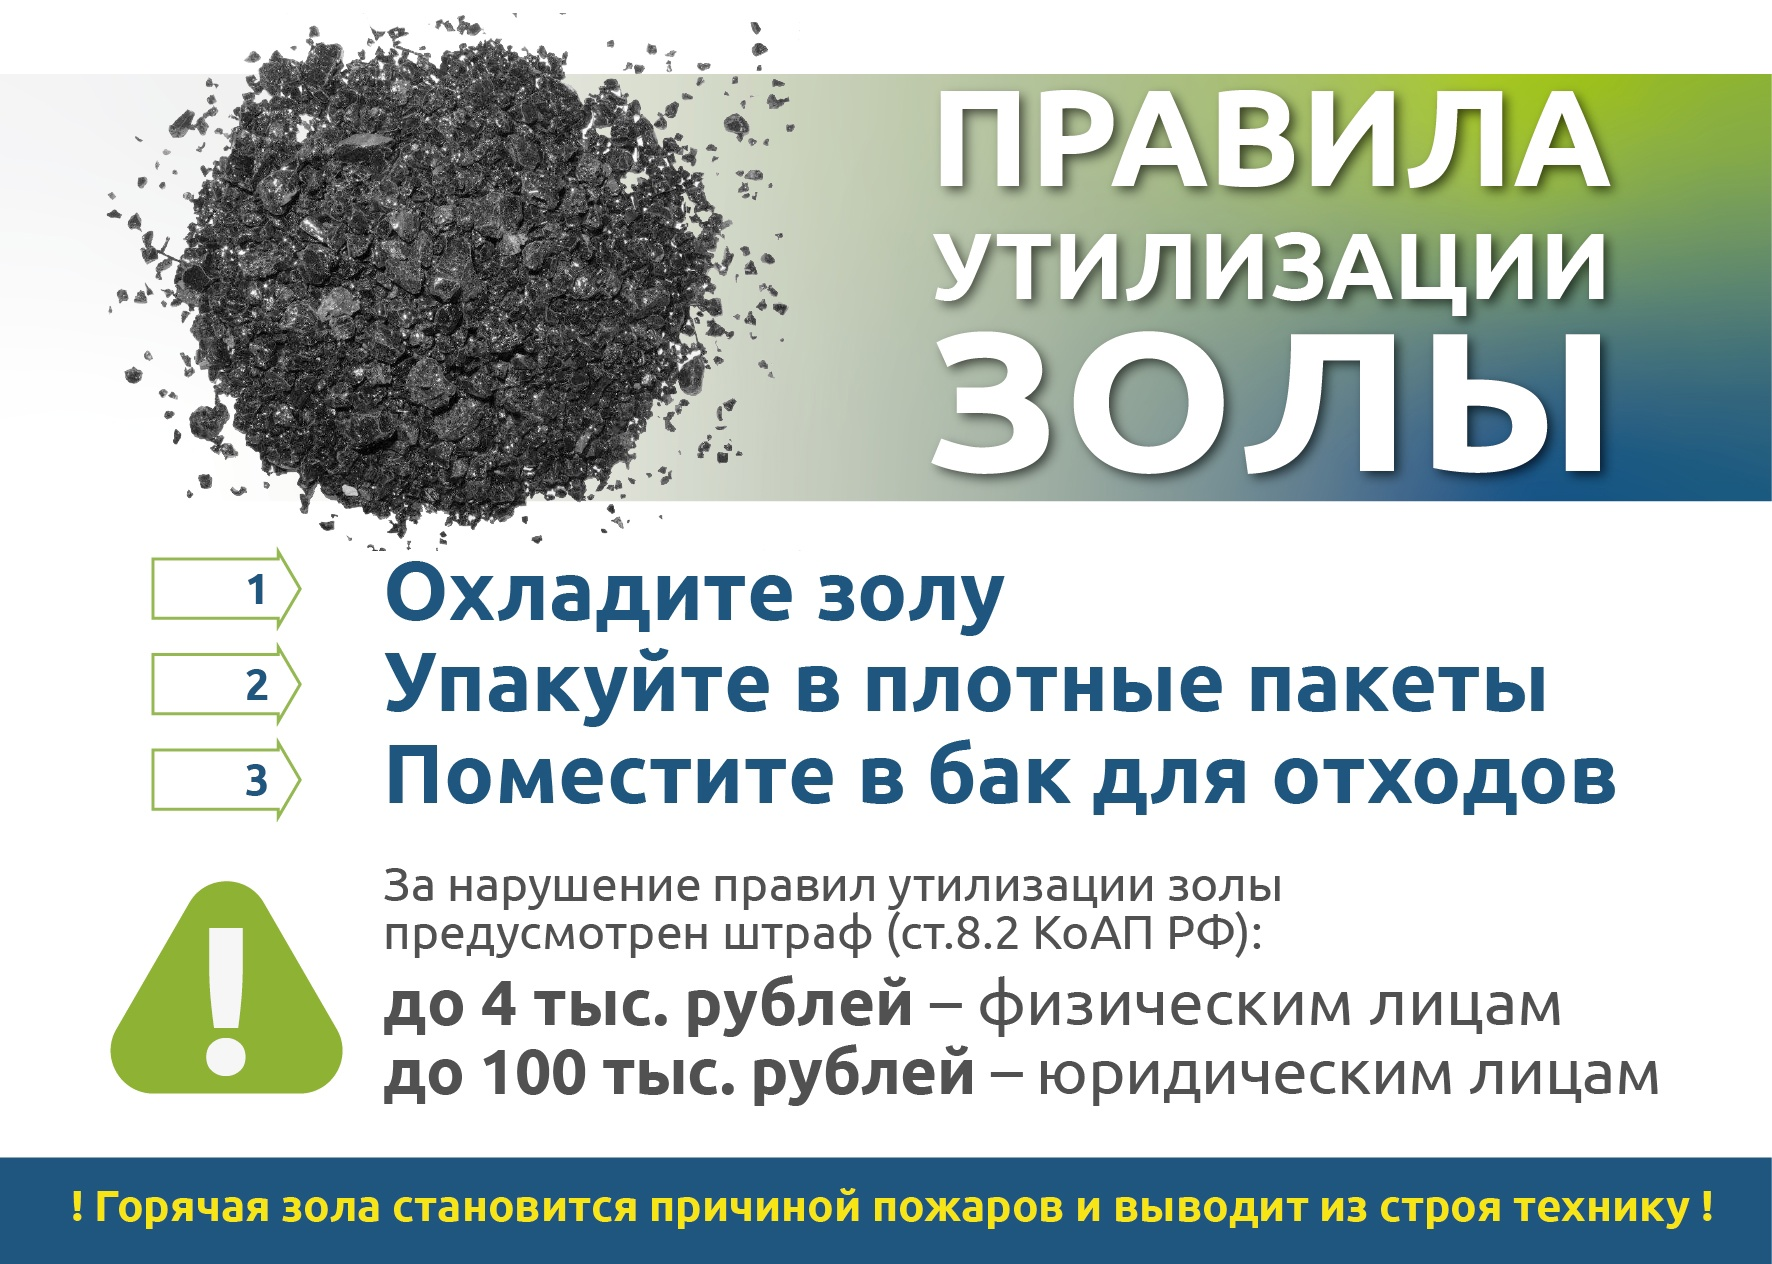 ПРАВИЛА
УТИЛИЗАЦИИ
ЗОЛЫ
1 Охладите золу
2 Упакуйте в плотные пакеты
3 Поместите в бак для отходов
За нарушение правил утилизации золы
предусмотрен штраф (ст.8.2 КоАП РФ):
до 4 тыс. рублей – физическим лицам
до 100 тыс. рублей – юридическим лицам
! Горячая зола становится причиной пожаров и выводит из строя технику !